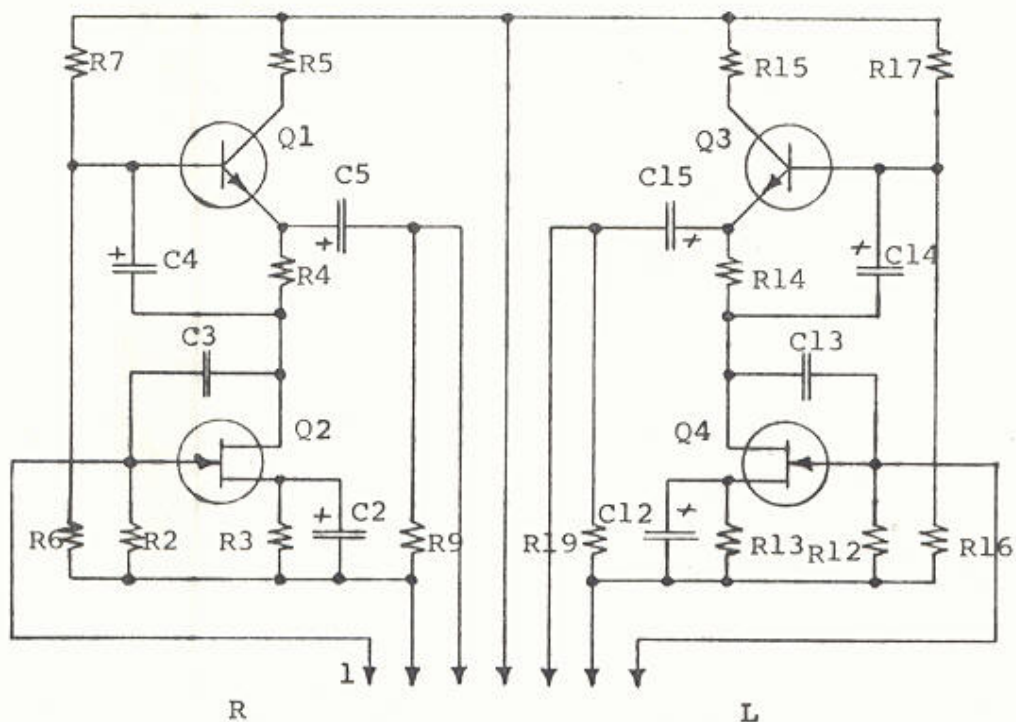 R7 R5 R15 R17
Q1 Q3
C5 C15
+ C4 + R4 + R14 + C14
C3 C13
Q2 Q4
+ C2 C12 +
R6 R2 R3 R9 R19 R13 R12 R16
1
R L